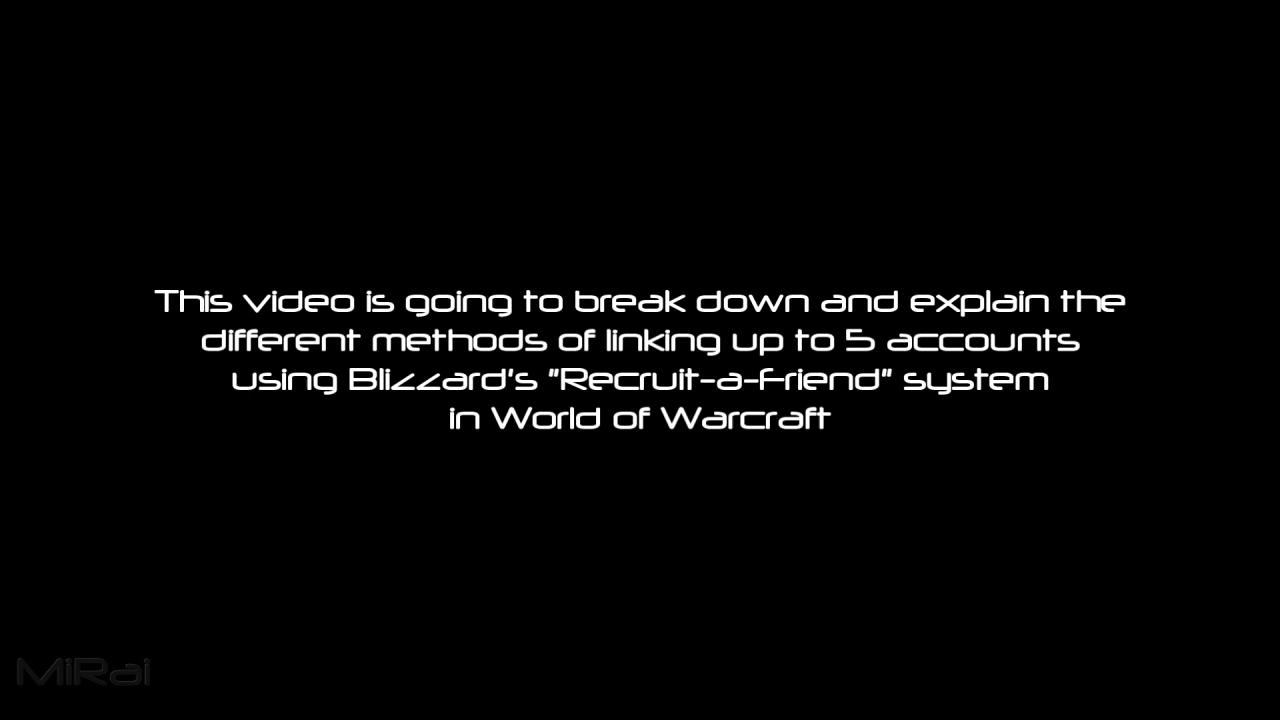 This video is going to break down and explain the
different methods of linking up to 5 accounts
using Blizzard's "Recruit-a-Friend" system
in World of Warcraft
MiRai